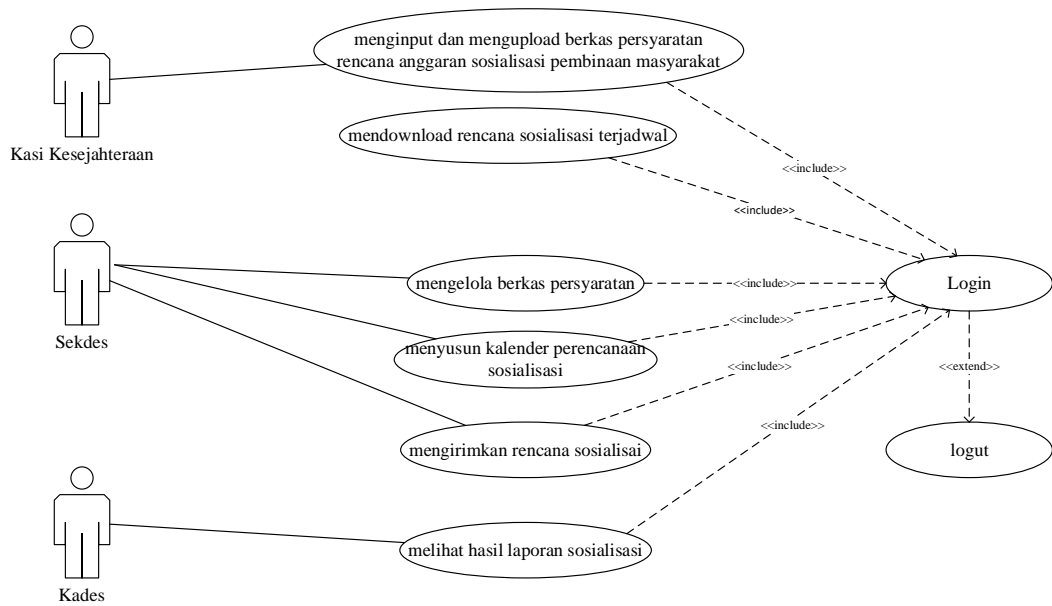 menginput dan mengupload berkas persyaratan
rencana anggaran sosialisasi pembinaan masyarakat
Kasi Kesejahteraan
mendownload rencana sosialisasi terjadwal
<<include>>
<<include>>
Sekdes
mengelola berkas persyaratan
<<include>>
Login
menyusun kalender perencanaan
sosialisasi
<<include>>
<<include>>
<<extend>>
mengirimkan rencana sosialisai
<<include>>
logut
Kades
melihat hasil laporan sosialisasi